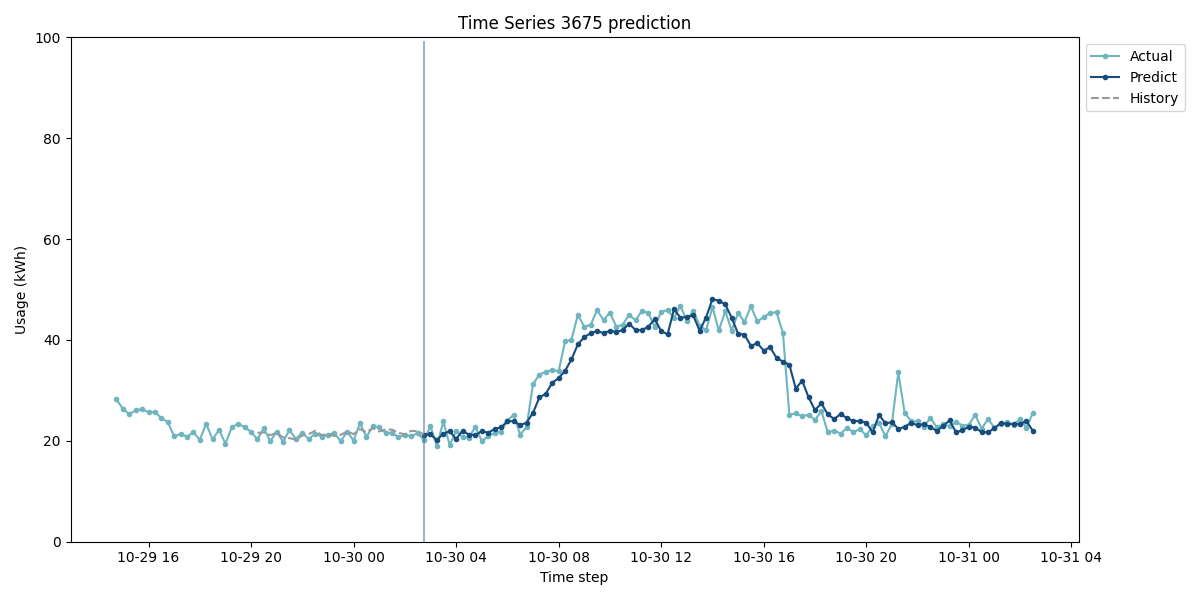 Time Series 3675 prediction
100
80
60
40
20
0
Usage (kWh)
10-29 16
10-29 20
10-30 00
10-30 04
10-30 08
10-30 12
10-30 16
10-30 20
10-31 00
10-31 04
Time step
Actual
Predict
History